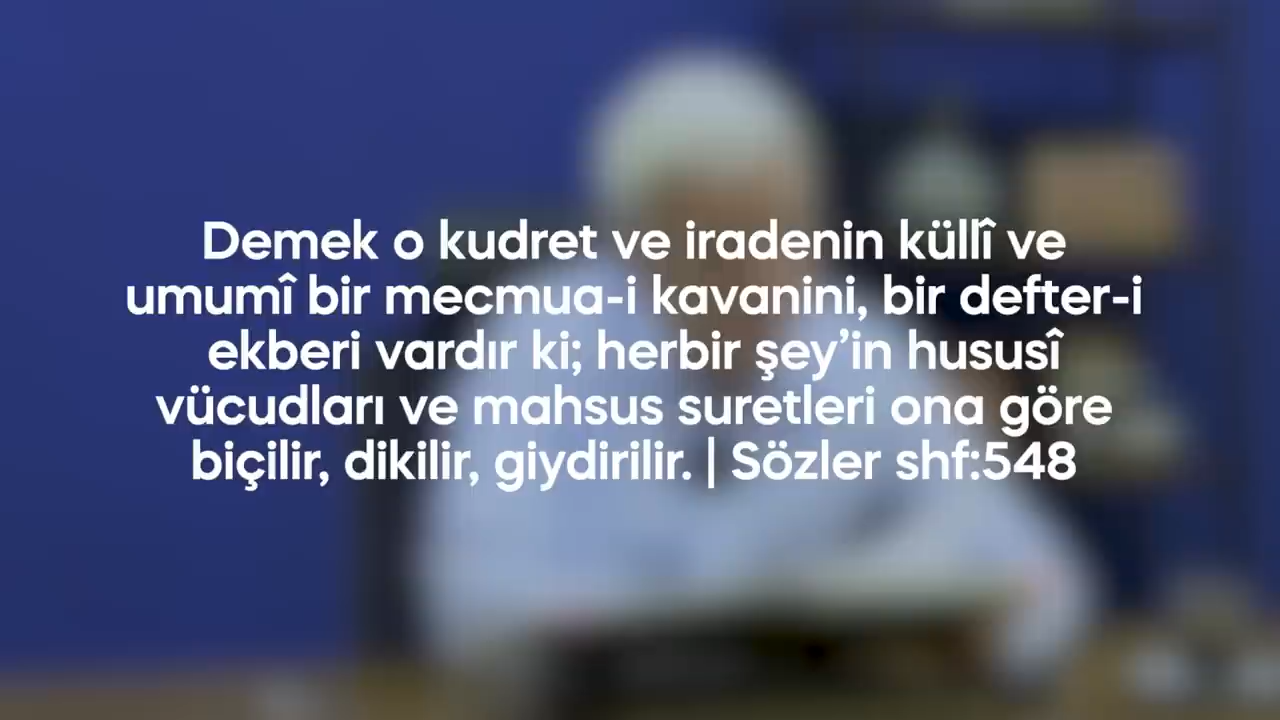 Demek o kudret ve iradenin küllî ve
umumî bir mecmua-i kavanini, bir defter-i
ekberi vardır ki; herbir şey’in hususî
vücudları ve mahsus suretleri ona göre
biçilir, dikilir, giydirilir. | Sözler shf:548